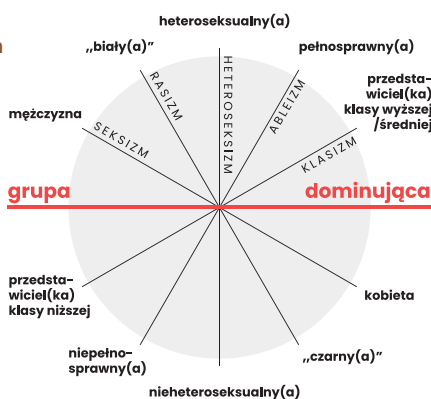 heteroseksualny(a)
„biały(a)”
pełnosprawny(a)
przedsta-
wiciel(ka)
klasy wyższej
/średniej
mężczyzna
SEKSIZM
RASIZM
HETEROSEKSIZM
ABLEIZM
KLASIZM
grupa
dominująca
przedsta-
wiciel(ka)
klasy niższej
kobieta
niepełno-
sprawny(a)
„czarny(a)”
nieheteroseksualny(a)